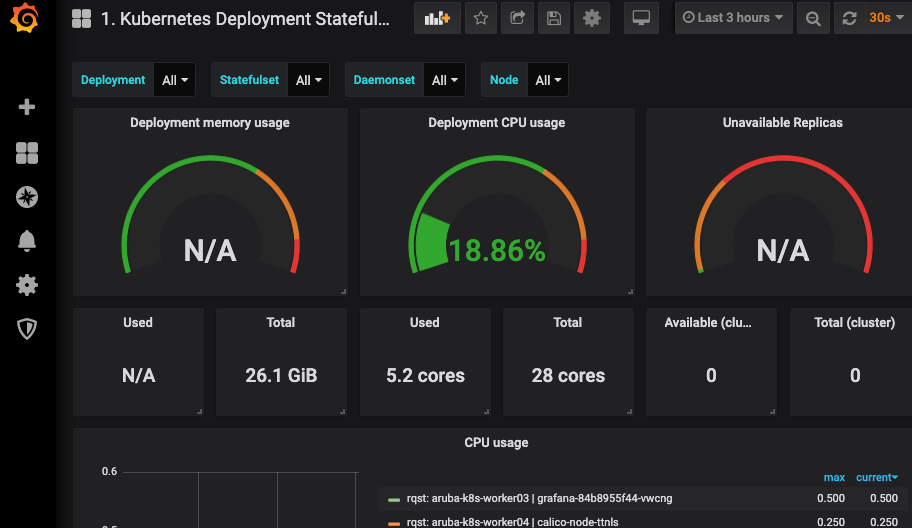 1. Kubernetes Deployment Stateful...
Last 3 hours
30s
Deployment All
Statefulset All
Daemonset All
Node All
Deployment memory usage
N/A
Deployment CPU usage
18.86%
Unavailable Replicas
N/A
Used
N/A
Total
26.1 GiB
Used
5.2 cores
Total
28 cores
Available (clu...
0
Total (cluster)
0
CPU usage
0.6
max current
rqst: aruba-k8s-worker03 | grafana-84b8955f44-vwcng 0.500 0.500
rqst: aruba-k8s-worker04 | calico-node-ttnls 0.250 0.250